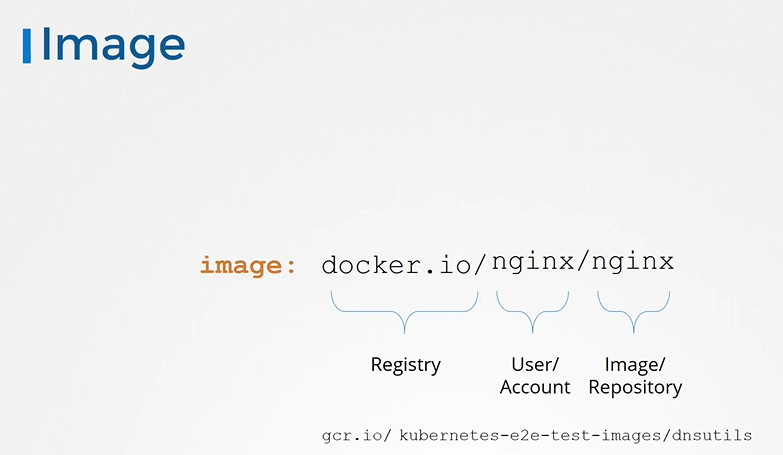 Image
image: docker.io/nginx/nginx
Registry
User/
Account
Image/
Repository
gcr.io/ kubernetes-e2e-test-images/dnsutils